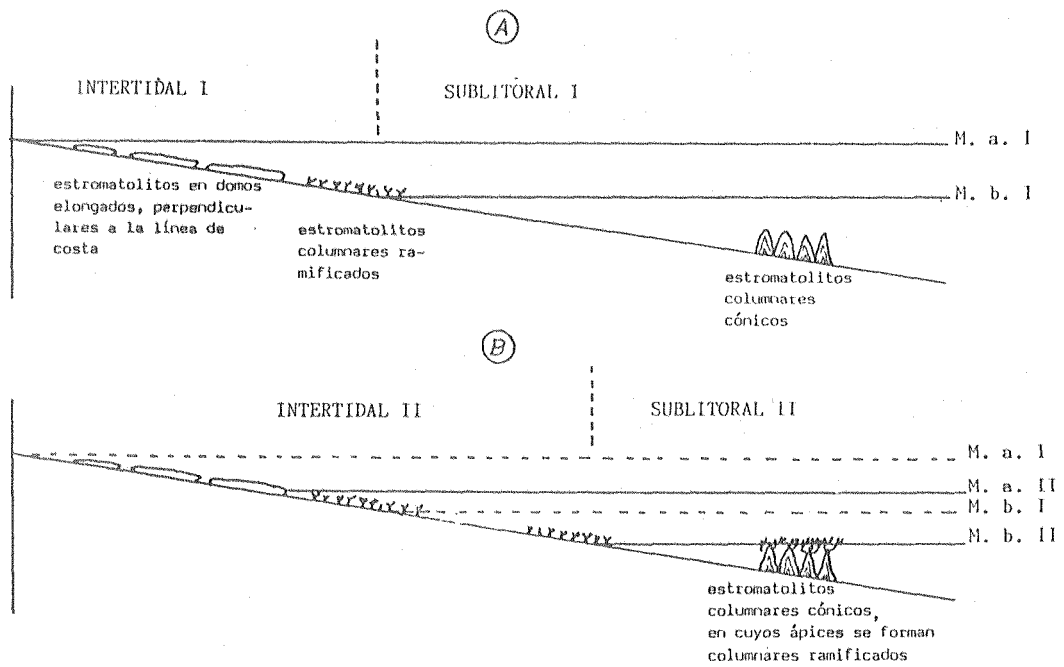 A
INTERTIDAL I
SUBLITORAL I
M. a. I
M. b. I
estromatolitos en domos
elongados, perpendicu-
lares a la línea de
costa
estromatolitos
columnares ra-
mificados
estromatolitos
columnares
cónicos
B
INTERTIDAL II
SUBLITORAL II
M. a. I
M. a. II
M. b. I
M. b. II
estromatolitos
columnares cónicos,
en cuyos ápices se forman
columnares ramificados